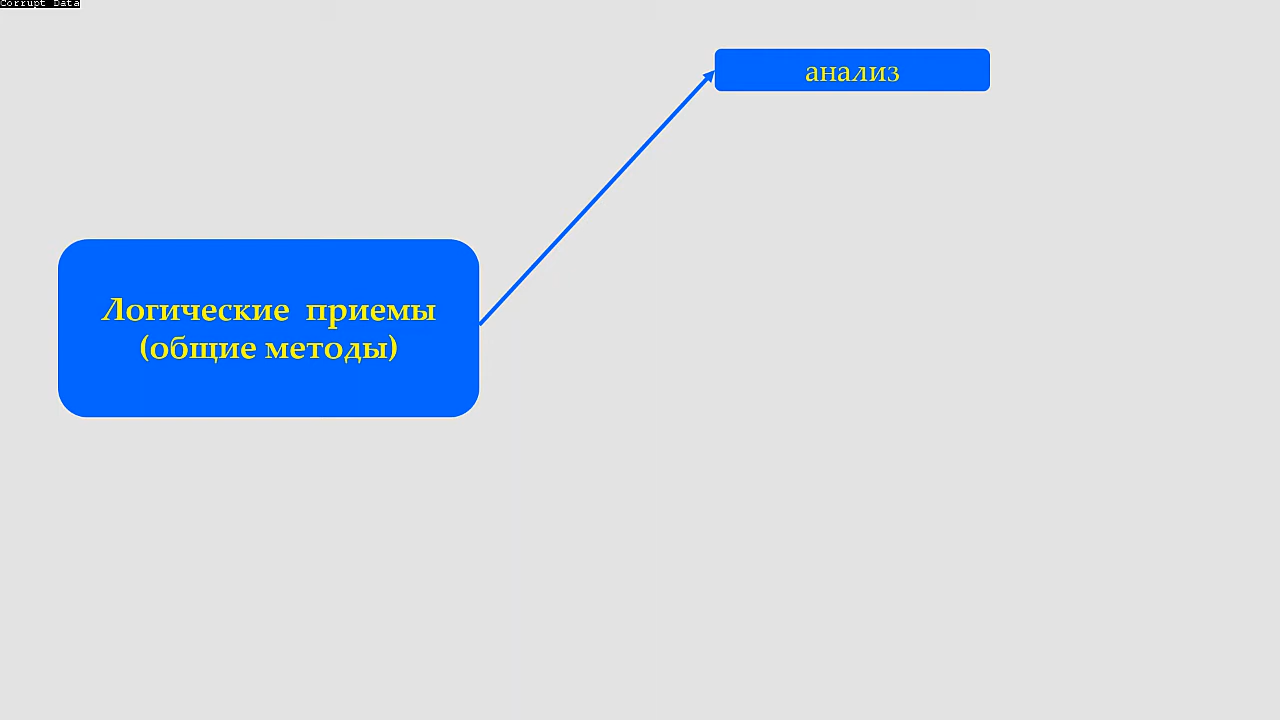 Corrupt Data
анализ
Логические приемы
(общие методы)